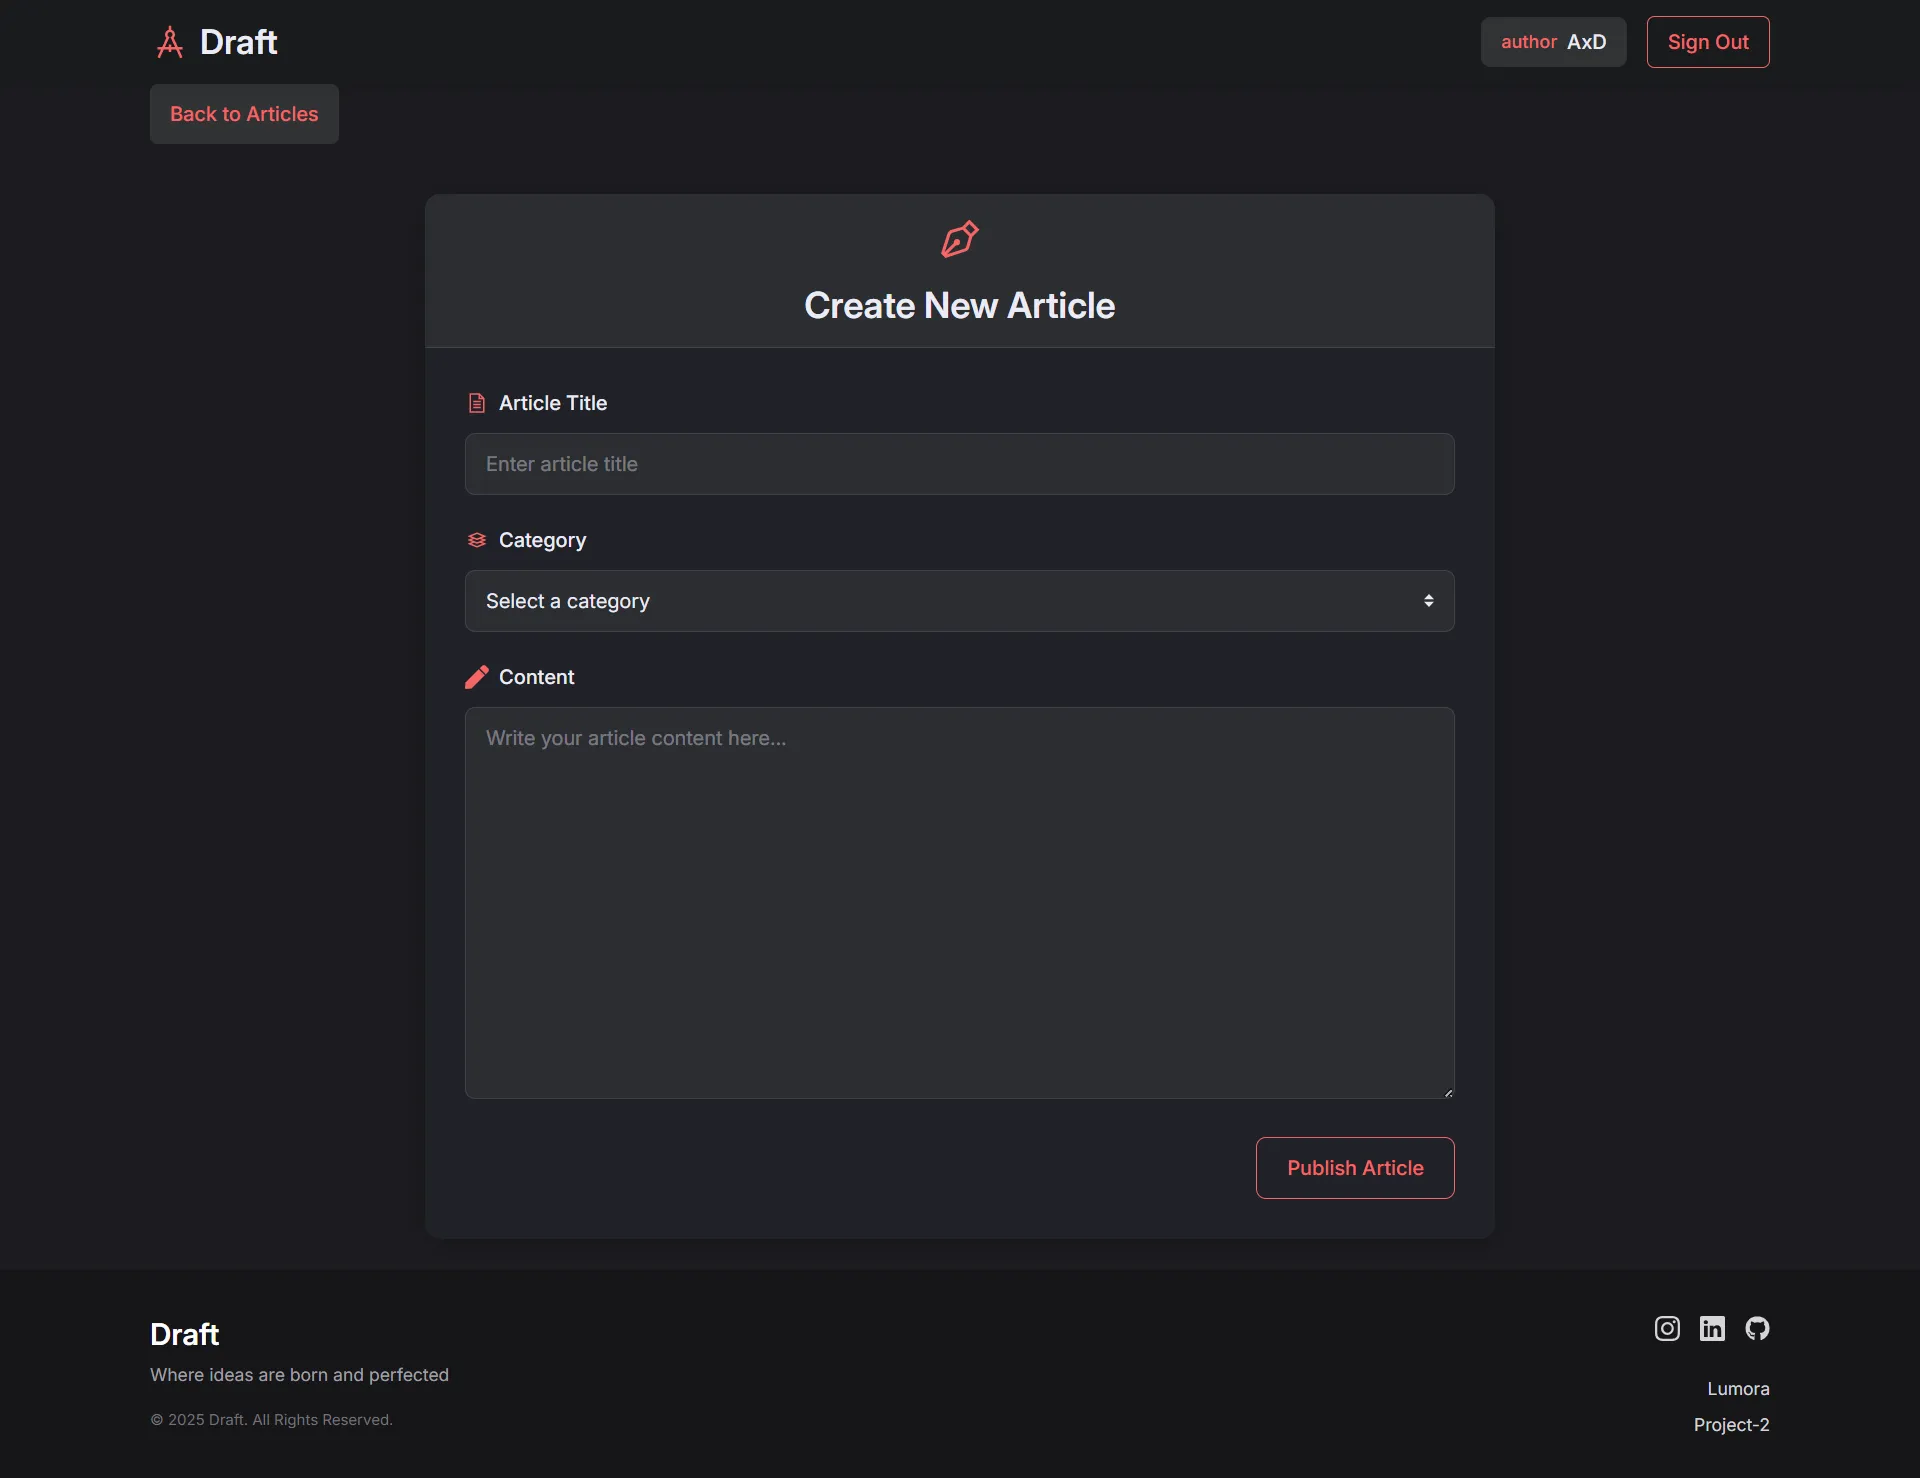 Draft
author AxD
Sign Out
Back to Articles
Create New Article
Article Title
Enter article title
Category
Select a category
Content
Write your article content here...
Publish Article
Draft
Where ideas are born and perfected
© 2025 Draft. All Rights Reserved.
Lumora
Project-2